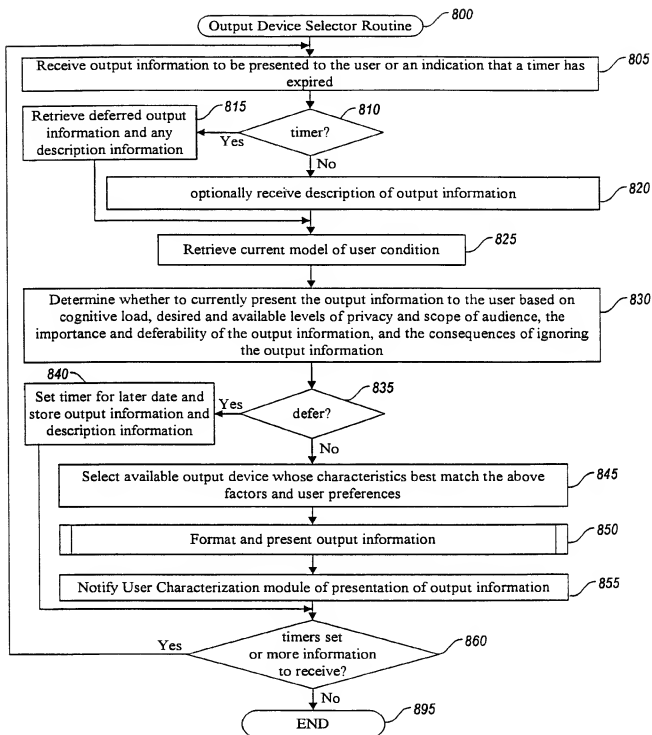 Output Device Selector Routine
800
Receive output information to be presented to the user or an indication that a timer has
expired
805
810
timer?
Yes
No
815
Retrieve deferred output
information and any
description information
optionally receive description of output information
820
Retrieve current model of user condition
825
Determine whether to currently present the output information to the user based on
cognitive load, desired and available levels of privacy and scope of audience, the
importance and deferability of the output information, and the consequences of ignoring
the output information
830
840
Set timer for later date and
store output information and
description information
Yes
defer?
835
No
Select available output device whose characteristics best match the above
factors and user preferences
845
Format and present output information
850
Notify User Characterization module of presentation of output information
855
Yes
timers set
or more information
to receive?
860
No
END
895